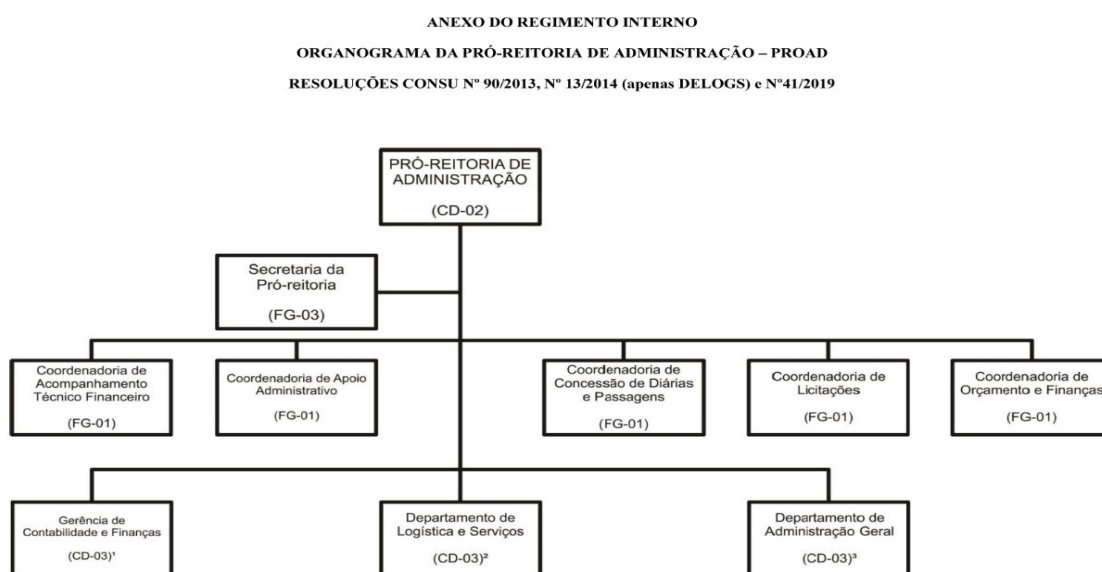 ANEXO DO REGIMENTO INTERNO
ORGANOGRAMA DA PRÓ-REITORIA DE ADMINISTRAÇÃO – PROAD
RESOLUÇÕES CONSU Nº 90/2013, Nº 13/2014 (apenas DELOGS) e Nº41/2019
PRÓ-REITORIA DE
ADMINISTRAÇÃO
(CD-02)
Secretaria da
Pró-reitoria
(FG-03)
Coordenadoria de
Acompanhamento
Técnico Financeiro
(FG-01)
Coordenadoria de Apoio
Administrativo
(FG-01)
Coordenadoria de
Concessão de Diárias
e Passagens
(FG-01)
Coordenadoria de
Licitações
(FG-01)
Coordenadoria de
Orçamento e Finanças
(FG-01)
Gerência de
Contabilidade e Finanças
(CD-03)¹
Departamento de
Logística e Serviços
(CD-03)²
Departamento de
Administração Geral
(CD-03)³